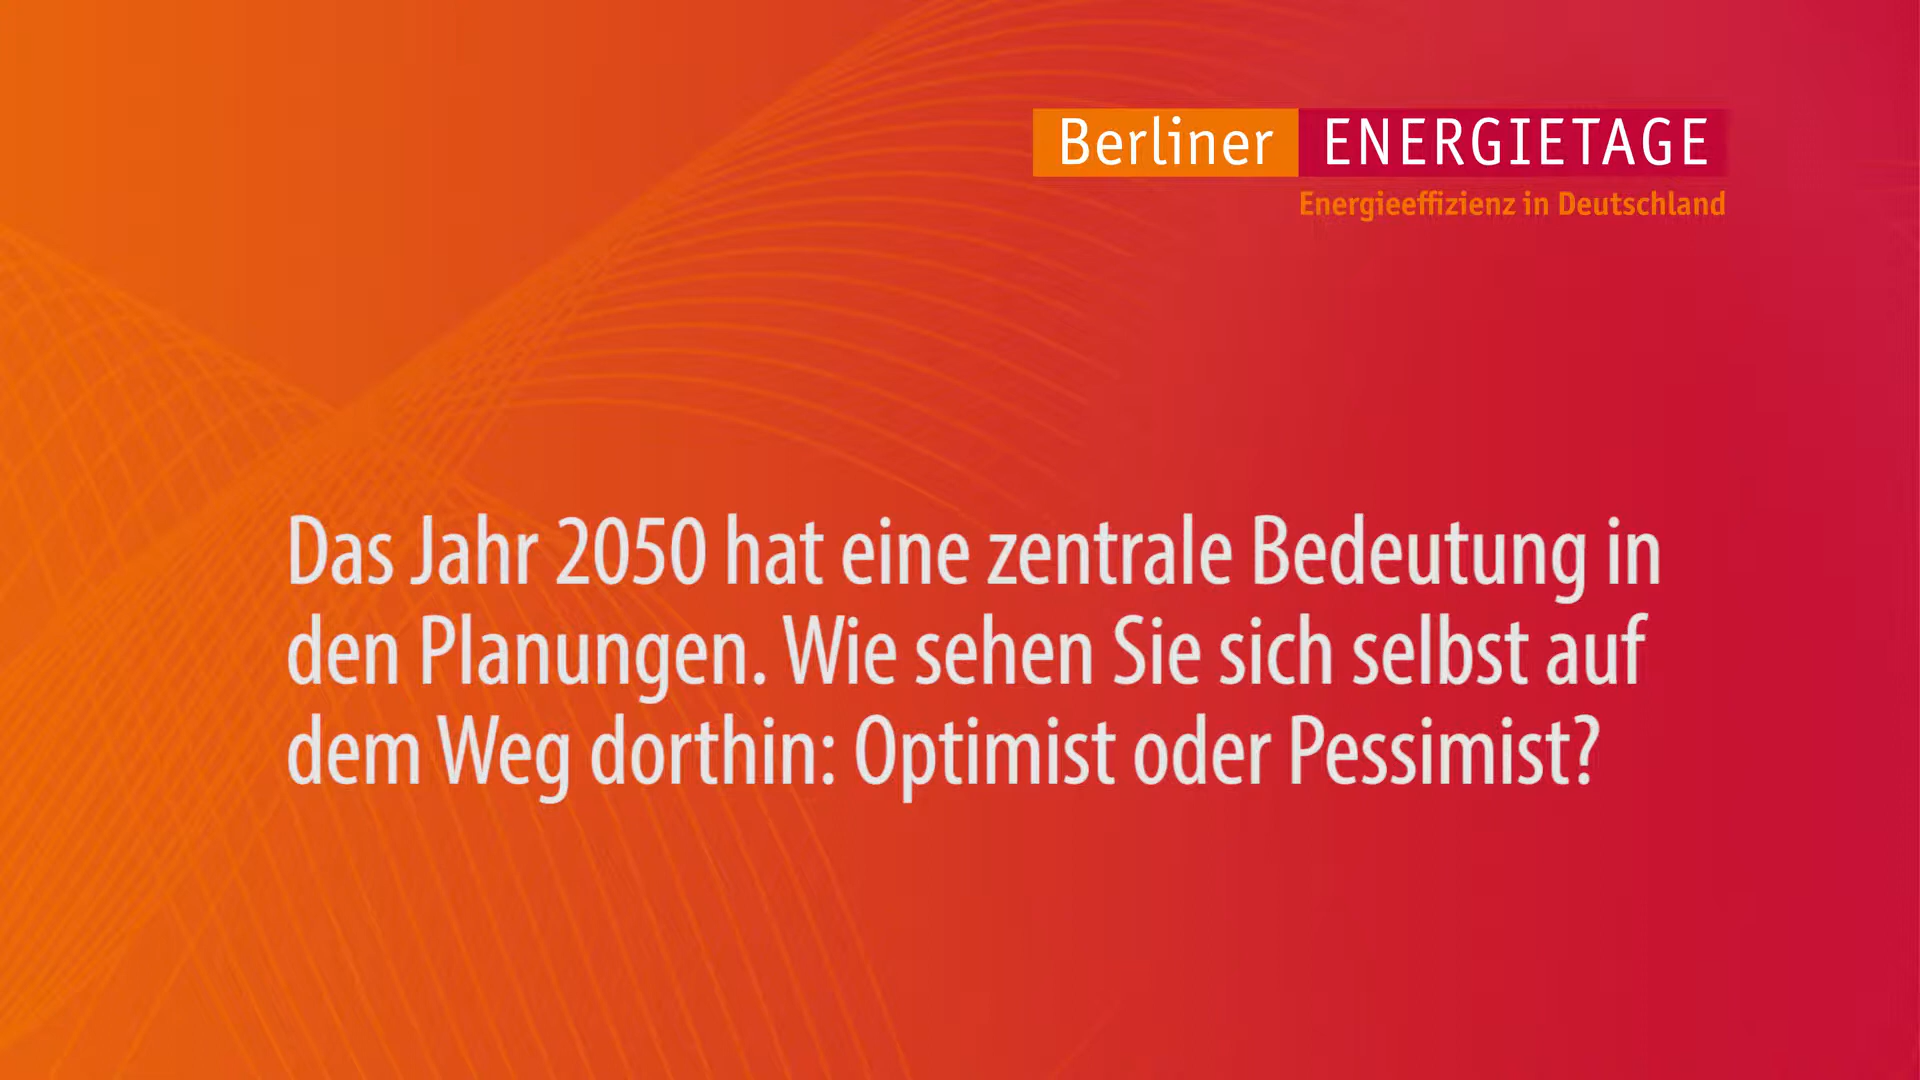 Berliner ENERGIETAGE
Energieeffizienz in Deutschland
Das Jahr 2050 hat eine zentrale Bedeutung in
den Planungen. Wie sehen Sie sich selbst auf
dem Weg dorthin: Optimist oder Pessimist?